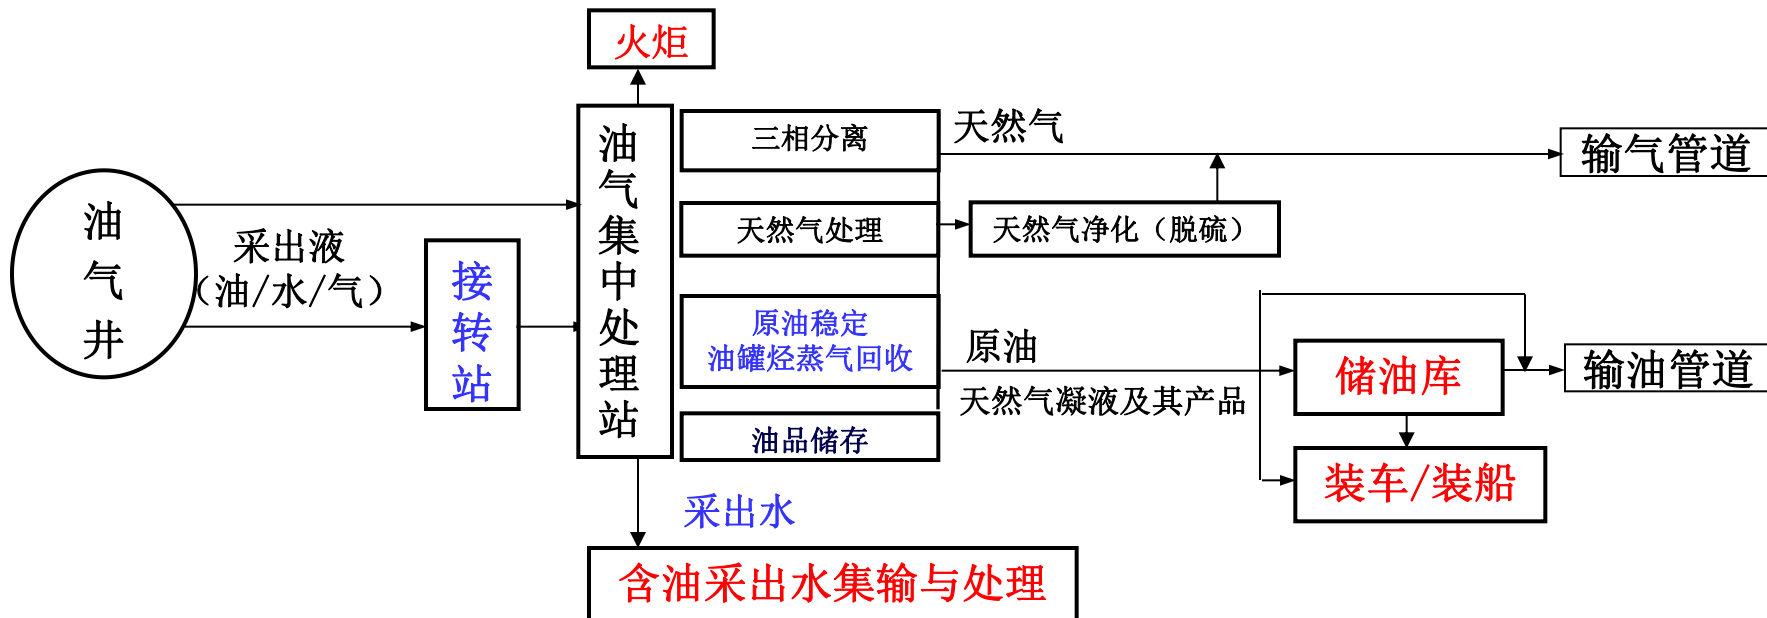 火炬
油气井
采出液
（油/水/气）
接转站
油气集中处理站
三相分离
天然气处理
原油稳定
油罐烃蒸气回收
油品储存
天然气
输气管道
天然气净化（脱硫）
原油
天然气凝液及其产品
储油库
输油管道
装车/装船
采出水
含油采出水集输与处理